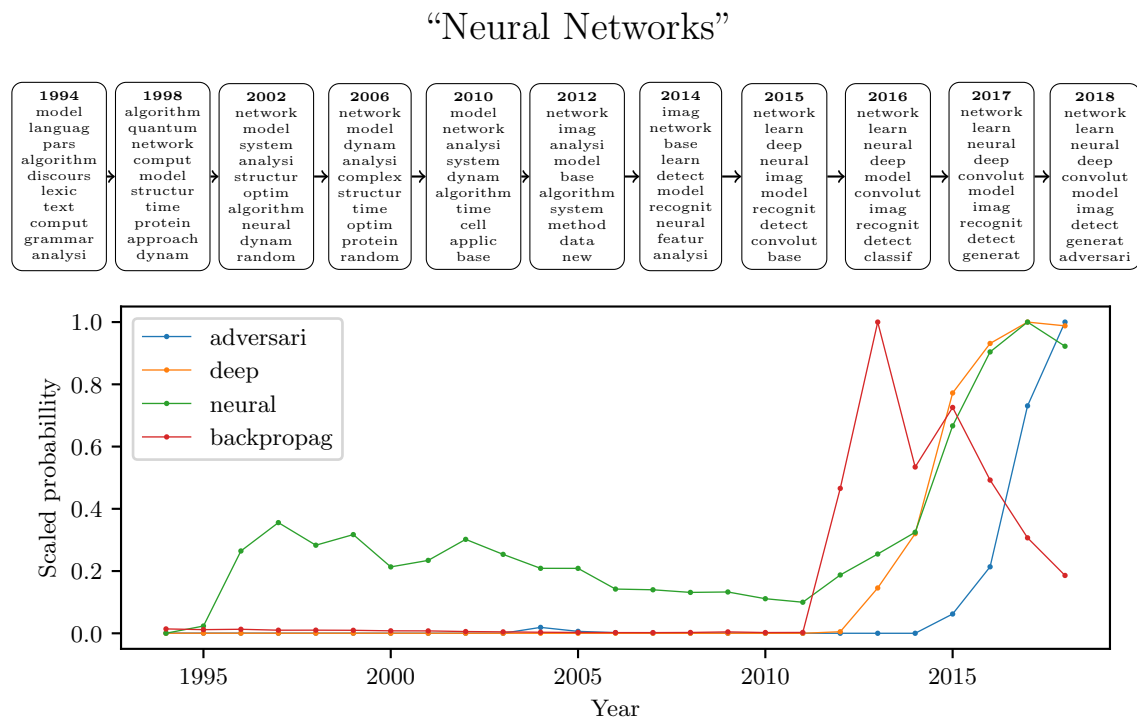 “Neural Networks”
1994
model
languag
pars
algorithm
discours
lexic
text
comput
grammar
analysi
1998
algorithm
quantum
network
comput
model
structur
time
protein
approach
dynam
2002
network
model
system
analysi
structur
optim
algorithm
neural
dynam
random
2006
network
model
dynam
analysi
complex
structur
time
optim
protein
random
2010
model
network
analysi
system
dynam
algorithm
time
cell
applic
base
2012
network
imag
analysi
model
base
algorithm
system
method
data
new
2014
imag
network
base
learn
detect
model
recognit
neural
featur
analysi
2015
network
learn
deep
neural
imag
model
recognit
detect
convolut
base
2016
network
learn
neural
deep
model
convolut
imag
recognit
detect
classif
2017
network
learn
neural
deep
convolut
model
imag
recognit
detect
generat
2018
network
learn
neural
deep
convolut
model
imag
detect
generat
adversari
adversari
deep
neural
backpropag
Scaled probabillity
1.0
0.8
0.6
0.4
0.2
0.0
1995
2000
2005
2010
2015
Year